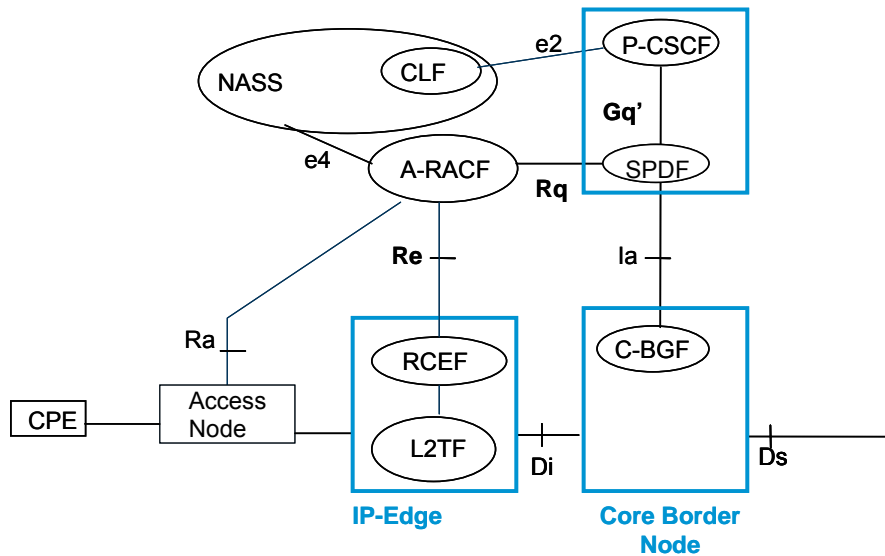 e2
P-CSCF
CLF
NASS
Gq’
e4
A-RACF
SPDF
Rq
Re
Ia
Ra
RCEF
C-BGF
Access
Node
CPE
L2TF
Di
Ds
IP-Edge
Core Border
Node